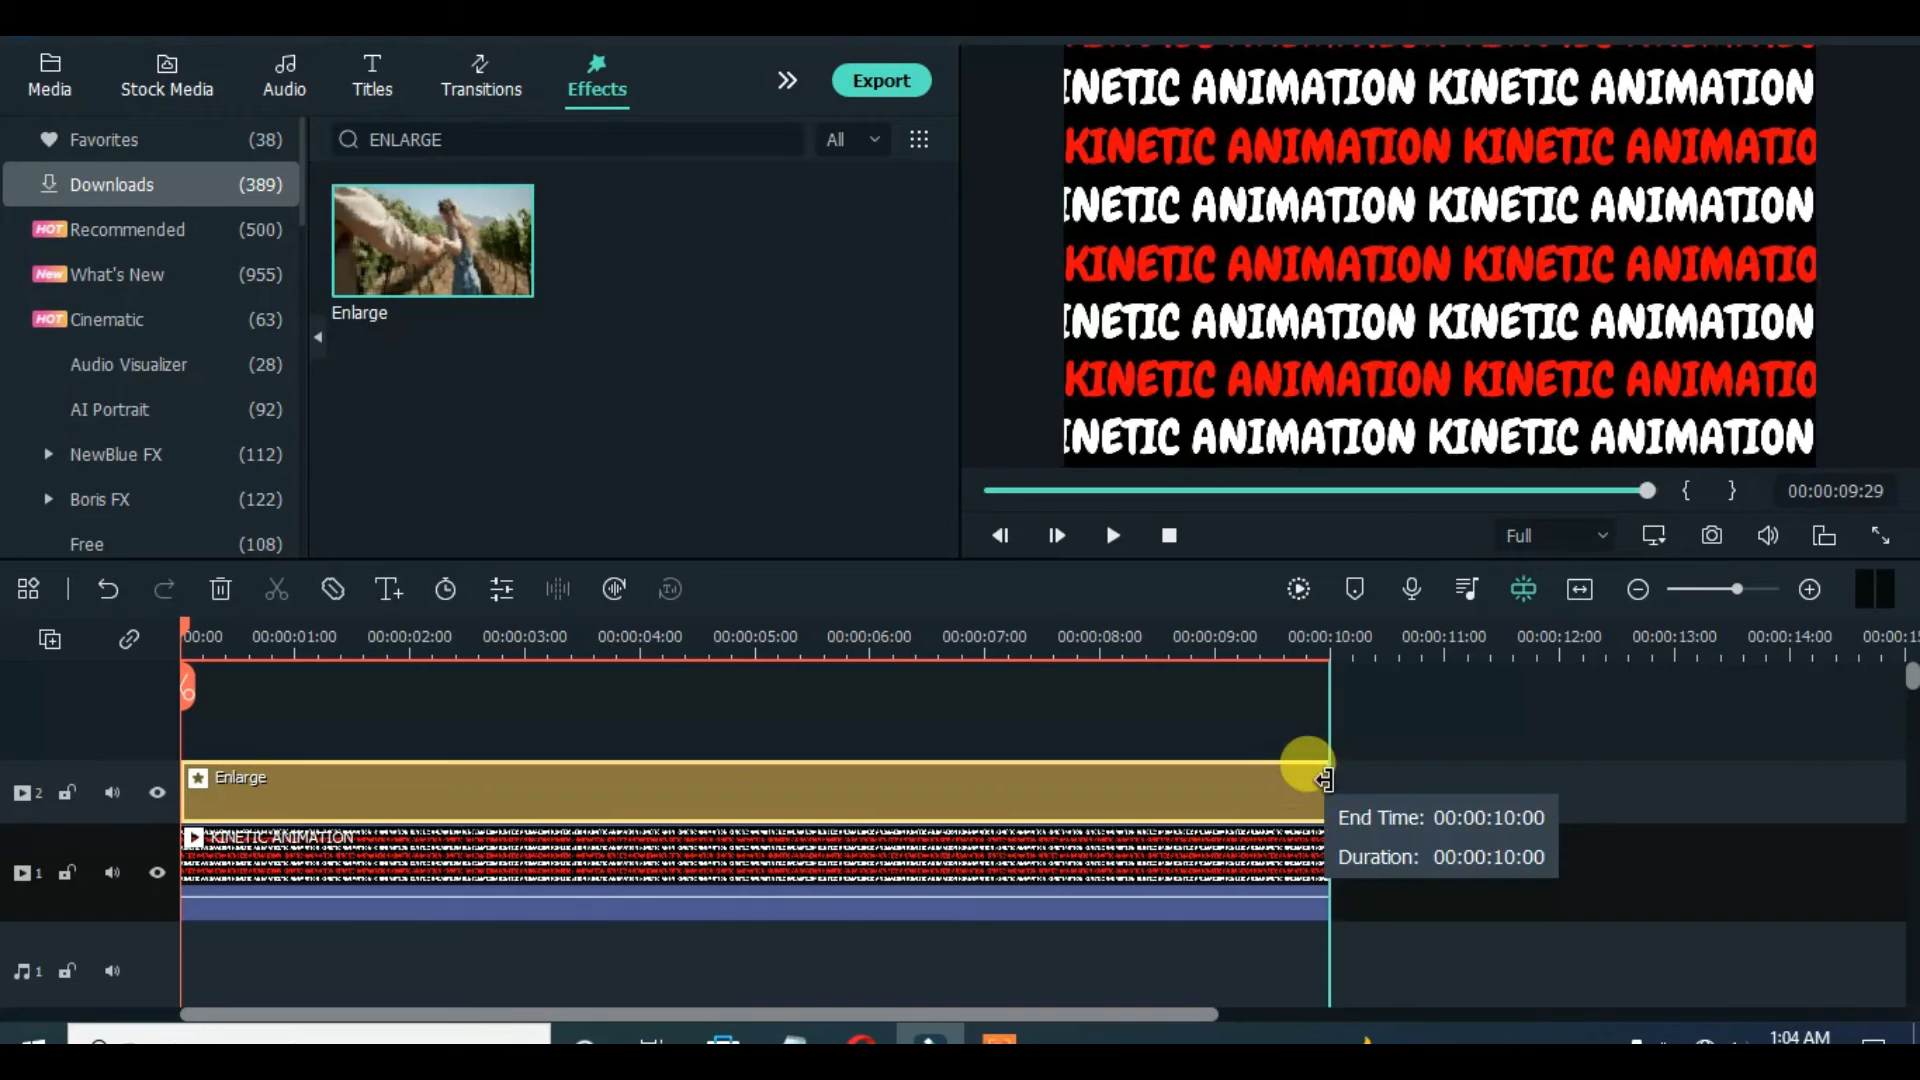 Media
Stock Media
Audio
Titles
Transitions
Effects
Export
Favorites (38)
Downloads (389)
HOT Recommended (500)
New What's New (955)
HOT Cinematic (63)
Audio Visualizer (28)
AI Portrait (92)
NewBlue FX (112)
Boris FX (122)
Free (108)
ENLARGE
All
Enlarge
INETIC ANIMATION KINETIC ANIMATION
KINETIC ANIMATION KINETIC ANIMATIO
INETIC ANIMATION KINETIC ANIMATION
KINETIC ANIMATION KINETIC ANIMATIO
INETIC ANIMATION KINETIC ANIMATION
KINETIC ANIMATION KINETIC ANIMATIO
INETIC ANIMATION KINETIC ANIMATION
{ } 00:00:09:29
Full
00:00 00:00:01:00 00:00:02:00 00:00:03:00 00:00:04:00 00:00:05:00 00:00:06:00 00:00:07:00 00:00:08:00 00:00:09:00 00:00:10:00 00:00:11:00 00:00:12:00 00:00:13:00 00:00:14:00 00:00:15
2
Enlarge
End Time: 00:00:10:00
Duration: 00:00:10:00
KINETIC ANIMATION
1
1
1:04 AM